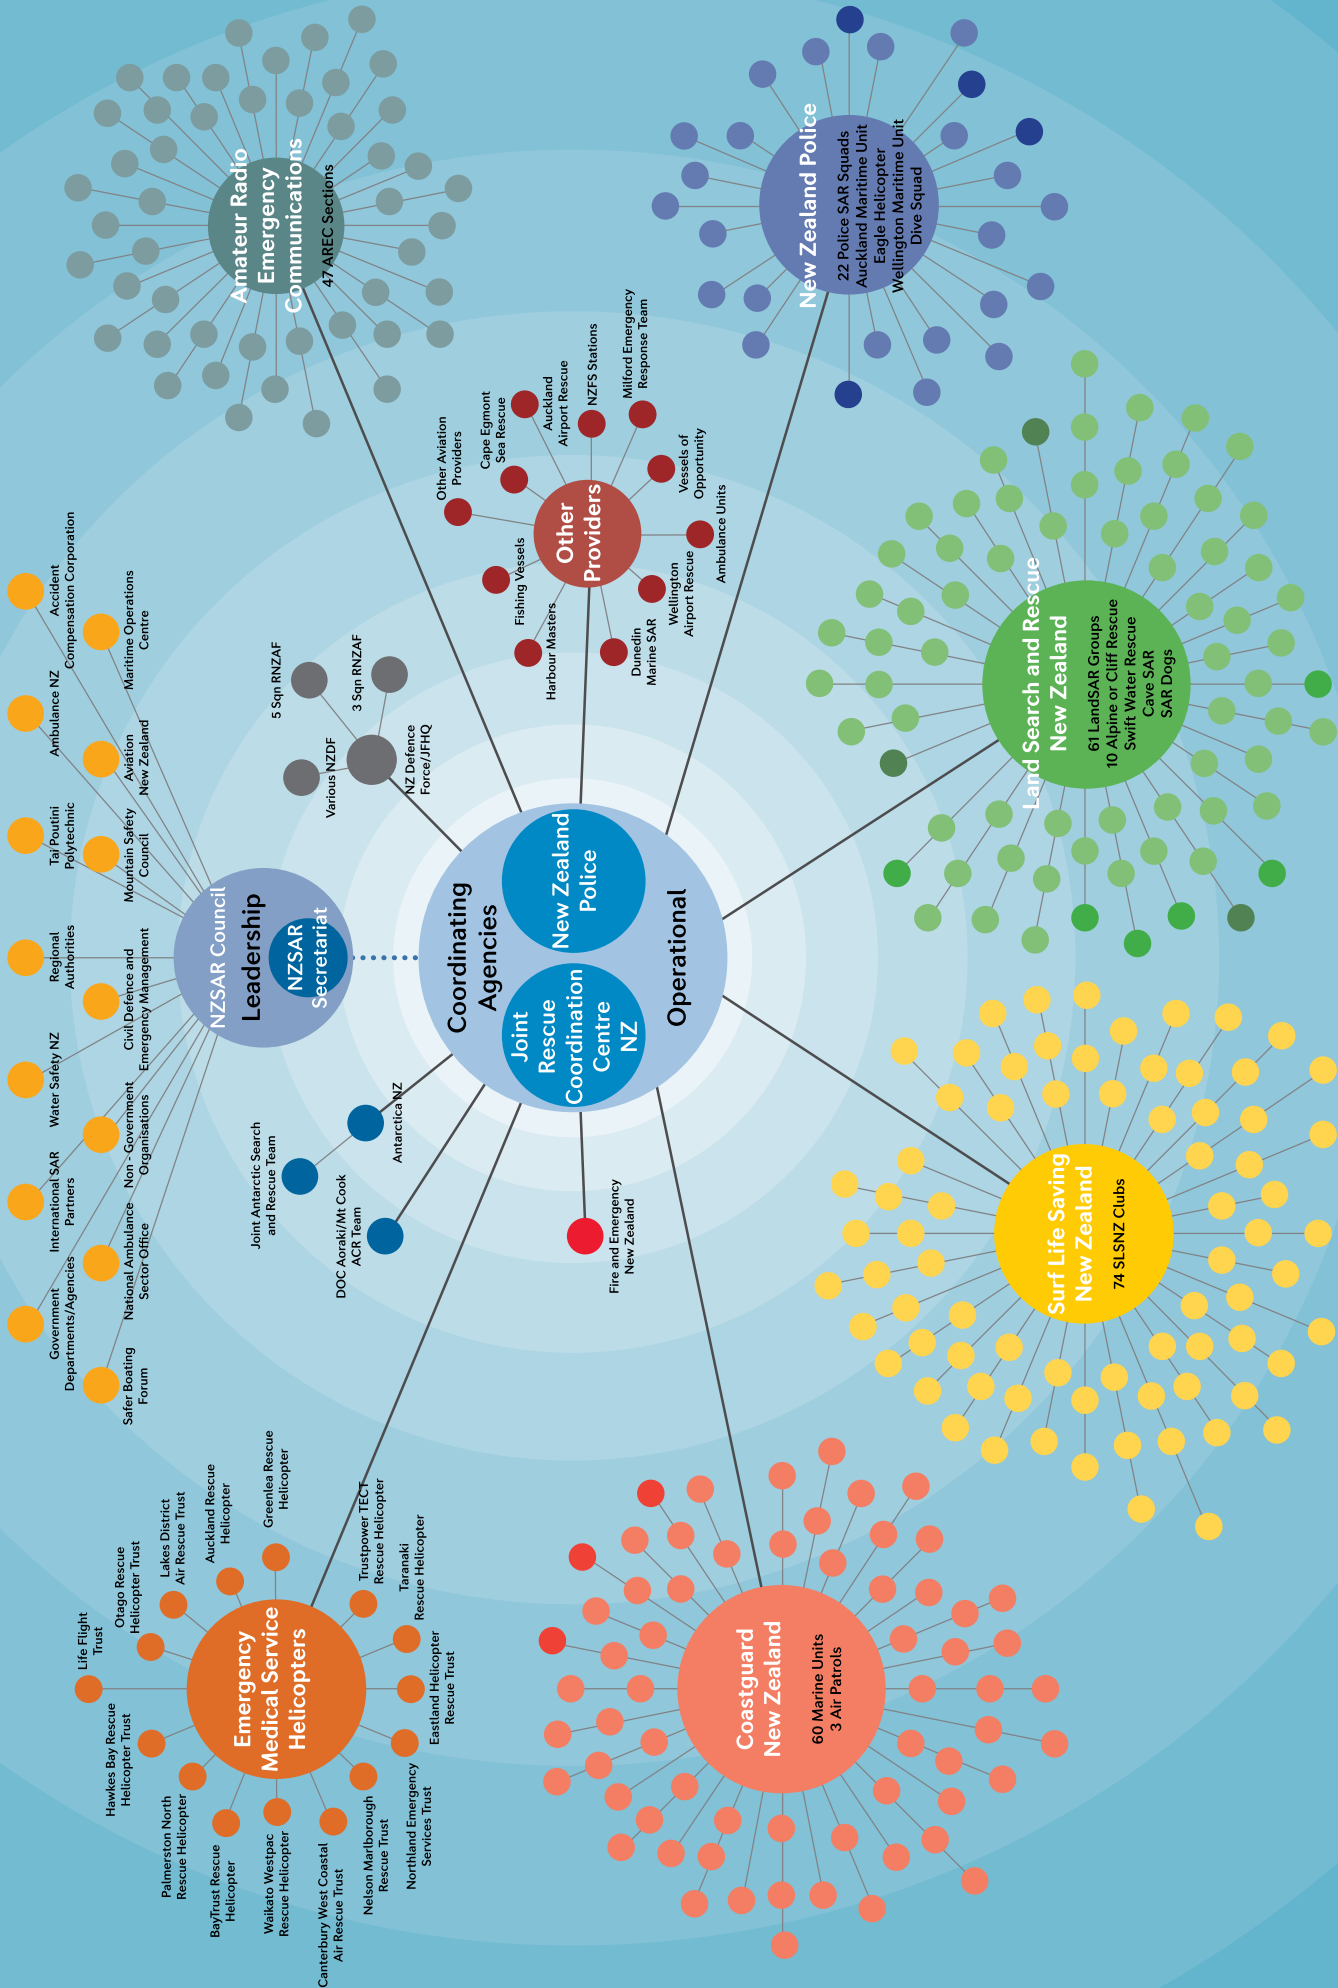 Government
Departments/Agencies
International SAR
Partners
Water Safety NZ
Regional
Authorities
Tai Poutini
Polytechnic
Ambulance NZ
Accident
Compensation Corporation
Safer Boating
Forum
National Ambulance
Sector Office
Non - Government
Organisations
Civil Defence and
Emergency Management
Mountain Safety
Council
Aviation
New Zealand
Maritime Operations
Centre
NZSAR Council
Leadership
NZSAR
Secretariat
Life Flight
Trust
Otago Rescue
Helicopter Trust
Lakes District
Air Rescue Trust
Auckland Rescue
Helicopter
Greenlea Rescue
Helicopter
Trustpower TECT
Rescue Helicopter
Taranaki
Rescue Helicopter
Eastland Helicopter
Rescue Trust
Northland Emergency
Services Trust
Nelson Marlborough
Rescue Trust
Canterbury West Coastal
Air Rescue Trust
Waikato Westpac
Rescue Helicopter
BayTrust Rescue
Helicopter
Palmerston North
Rescue Helicopter
Hawkes Bay Rescue
Helicopter Trust
Emergency
Medical Service
Helicopters
Joint Antarctic Search
and Rescue Team
Antarctica NZ
DOC Aoraki/Mt Cook
ACR Team
Fire and Emergency
New Zealand
Coordinating
Agencies
Joint
Rescue
Coordination
Centre
NZ
New Zealand
Police
Operational
Various NZDF
5 Sqn RNZAF
3 Sqn RNZAF
NZ Defence
Force/JFHQ
Amateur Radio
Emergency
Communications
47 AREC Sections
Other
Providers
Harbour Masters
Fishing Vessels
Other Aviation
Providers
Cape Egmont
Sea Rescue
Auckland
Airport Rescue
NZFS Stations
Milford Emergency
Response Team
Vessels of
Opportunity
Ambulance Units
Wellington
Airport Rescue
Dunedin
Marine SAR
New Zealand Police
22 Police SAR Squads
Auckland Maritime Unit
Eagle Helicopter
Wellington Maritime Unit
Dive Squad
Coastguard
New Zealand
60 Marine Units
3 Air Patrols
Surf Life Saving
New Zealand
74 SLSNZ Clubs
Land Search and Rescue
New Zealand
61 LandSAR Groups
10 Alpine or Cliff Rescue
Swift Water Rescue
Cave SAR
SAR Dogs